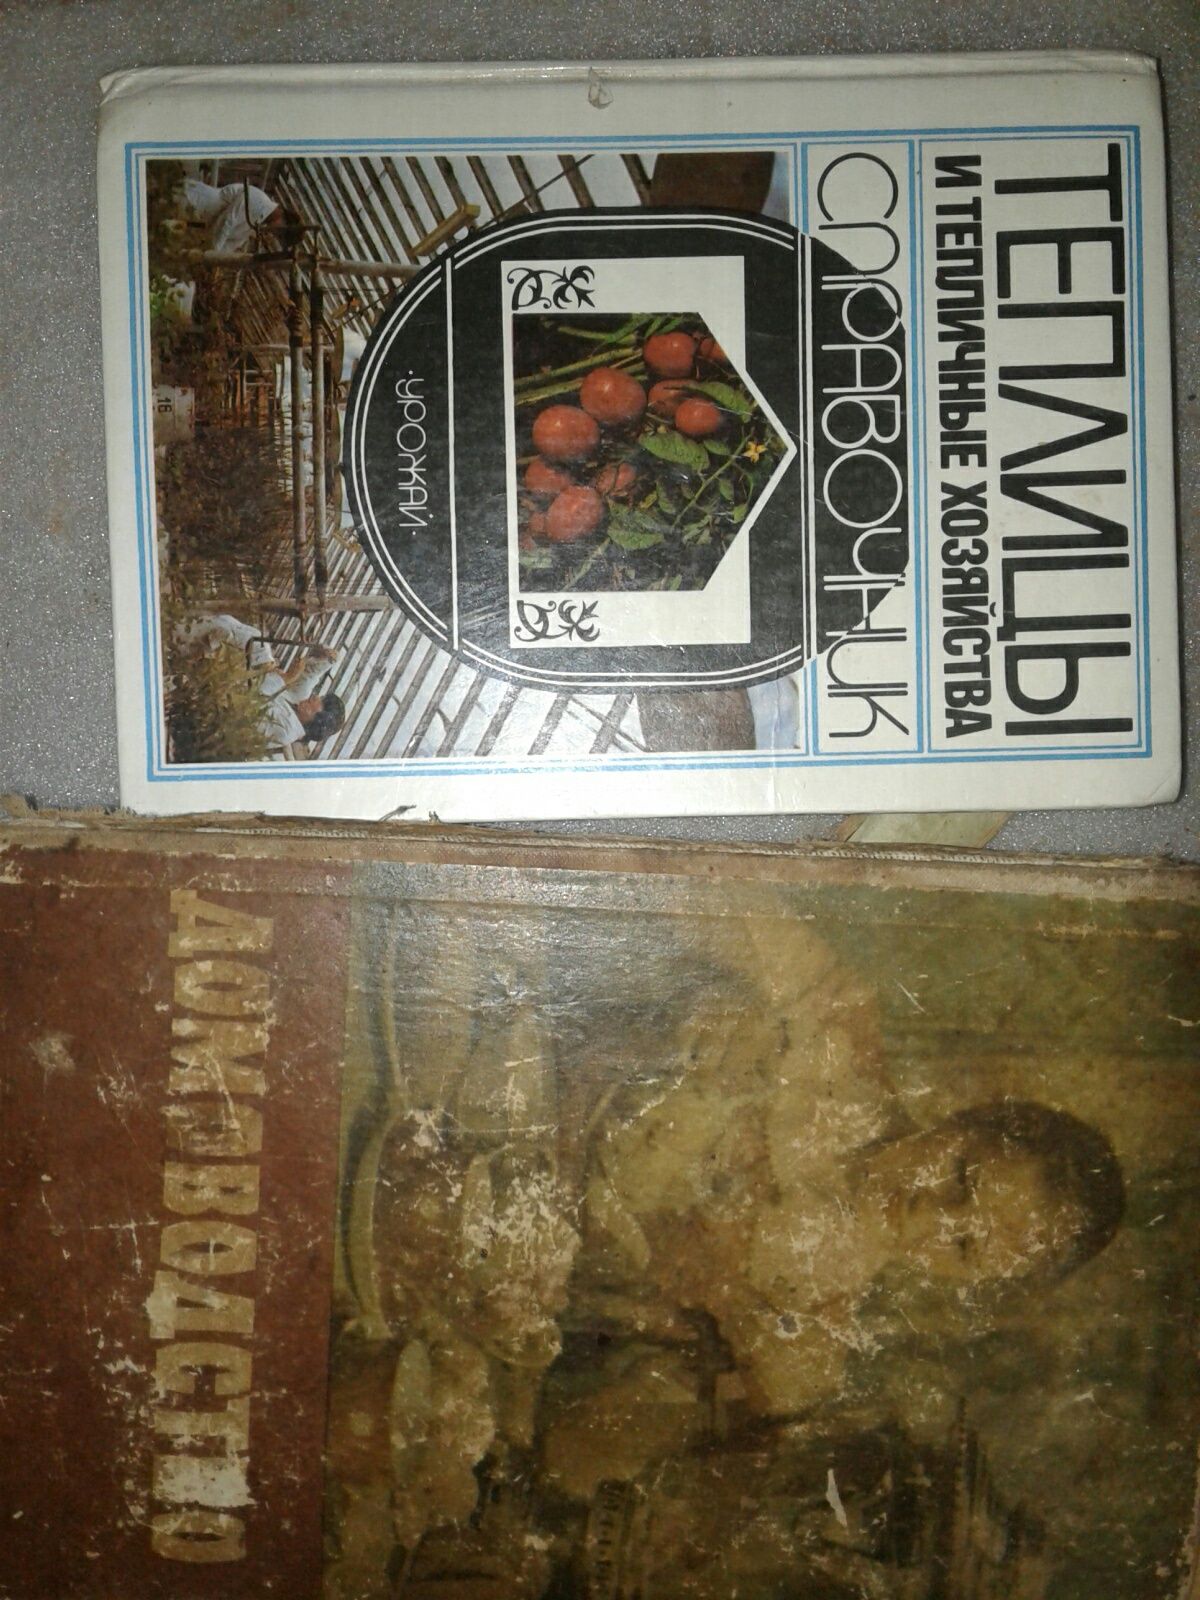 ТЕПЛИЦЫ
И ТЕПЛИЧНЫЕ ХОЗЯЙСТВА
СПРАВОЧНИК
·УРОЖАЙ·
16
ДОМОВОДСТВО